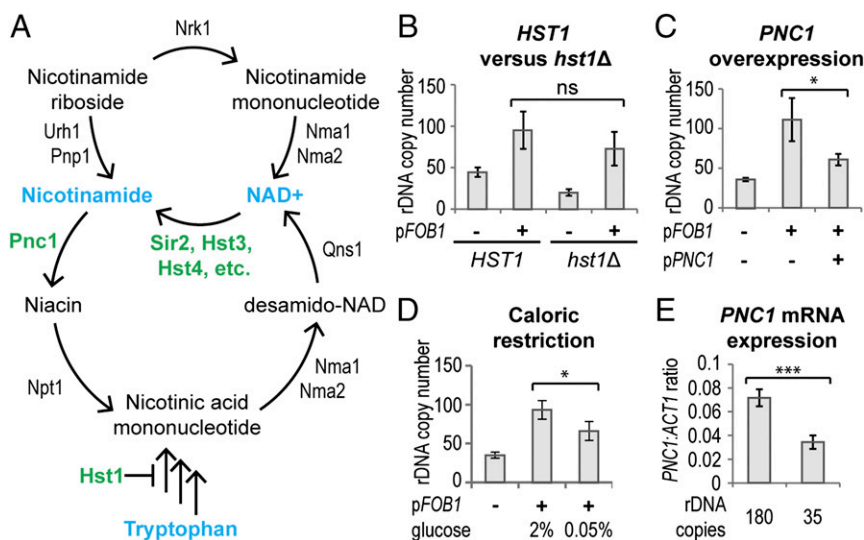 A
Nrk1
Nicotinamide
riboside
Nicotinamide
mononucleotide
Urh1
Pnp1
Nma1
Nma2
Nicotinamide
NAD+
Pnc1
Sir2, Hst3,
Hst4, etc.
Qns1
Niacin
desamido-NAD
Npt1
Nma1
Nma2
Nicotinic acid
mononucleotide
Hst1
Tryptophan
B
HST1
versus hst1Δ
rDNA copy number
150
100
50
0
ns
pFOB1 - + - +
HST1 hst1Δ
C
PNC1
overexpression
rDNA copy number
150
100
50
0
*
pFOB1 - + +
pPNC1 - - +
D
Caloric
restriction
rDNA copy number
150
100
50
0
*
pFOB1 - + +
glucose 2% 0.05%
E
PNC1 mRNA
expression
PNC1:ACT1 ratio
0.1
0.08
0.06
0.04
0.02
0
***
rDNA
copies
180 35